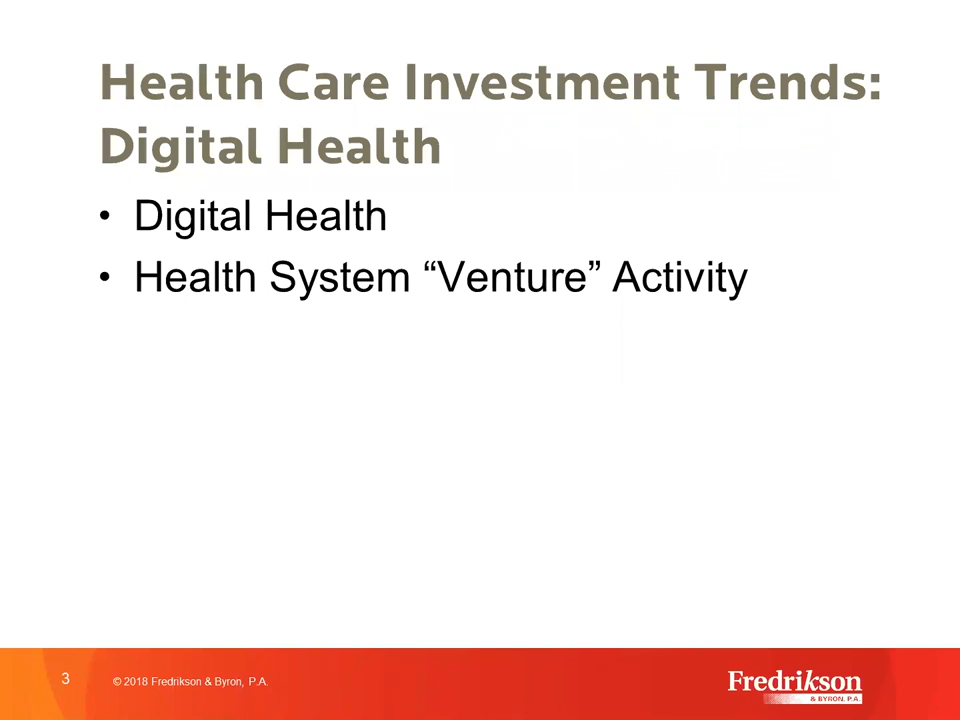 Health Care Investment Trends:
Digital Health
• Digital Health
• Health System “Venture” Activity
3
© 2018 Fredrikson & Byron, P.A.
Fredrikson
& BYRON, P.A.